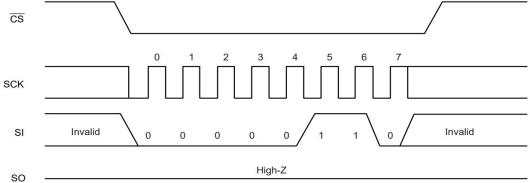 CS
0 1 2 3 4 5 6 7
SCK
SI Invalid 0 0 0 0 0 1 1 0 Invalid
High-Z
SO